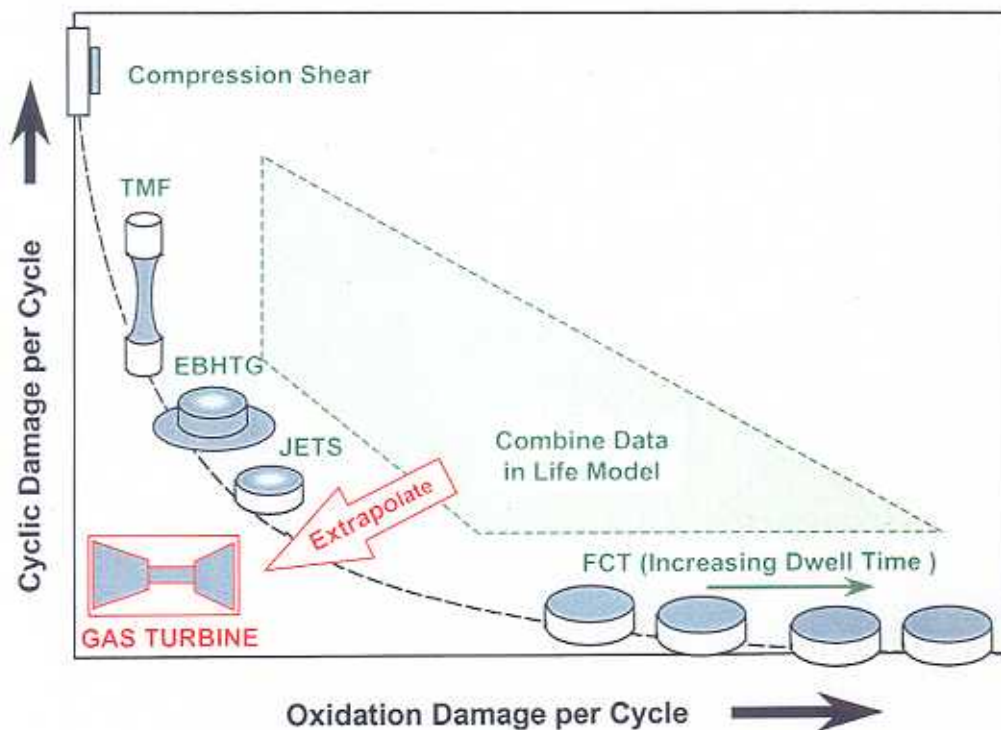 Compression Shear
TMF
EBHTG
JETS
Combine Data
in Life Model
Extrapolate
FCT (Increasing Dwell Time )
GAS TURBINE
Cyclic Damage per Cycle
Oxidation Damage per Cycle